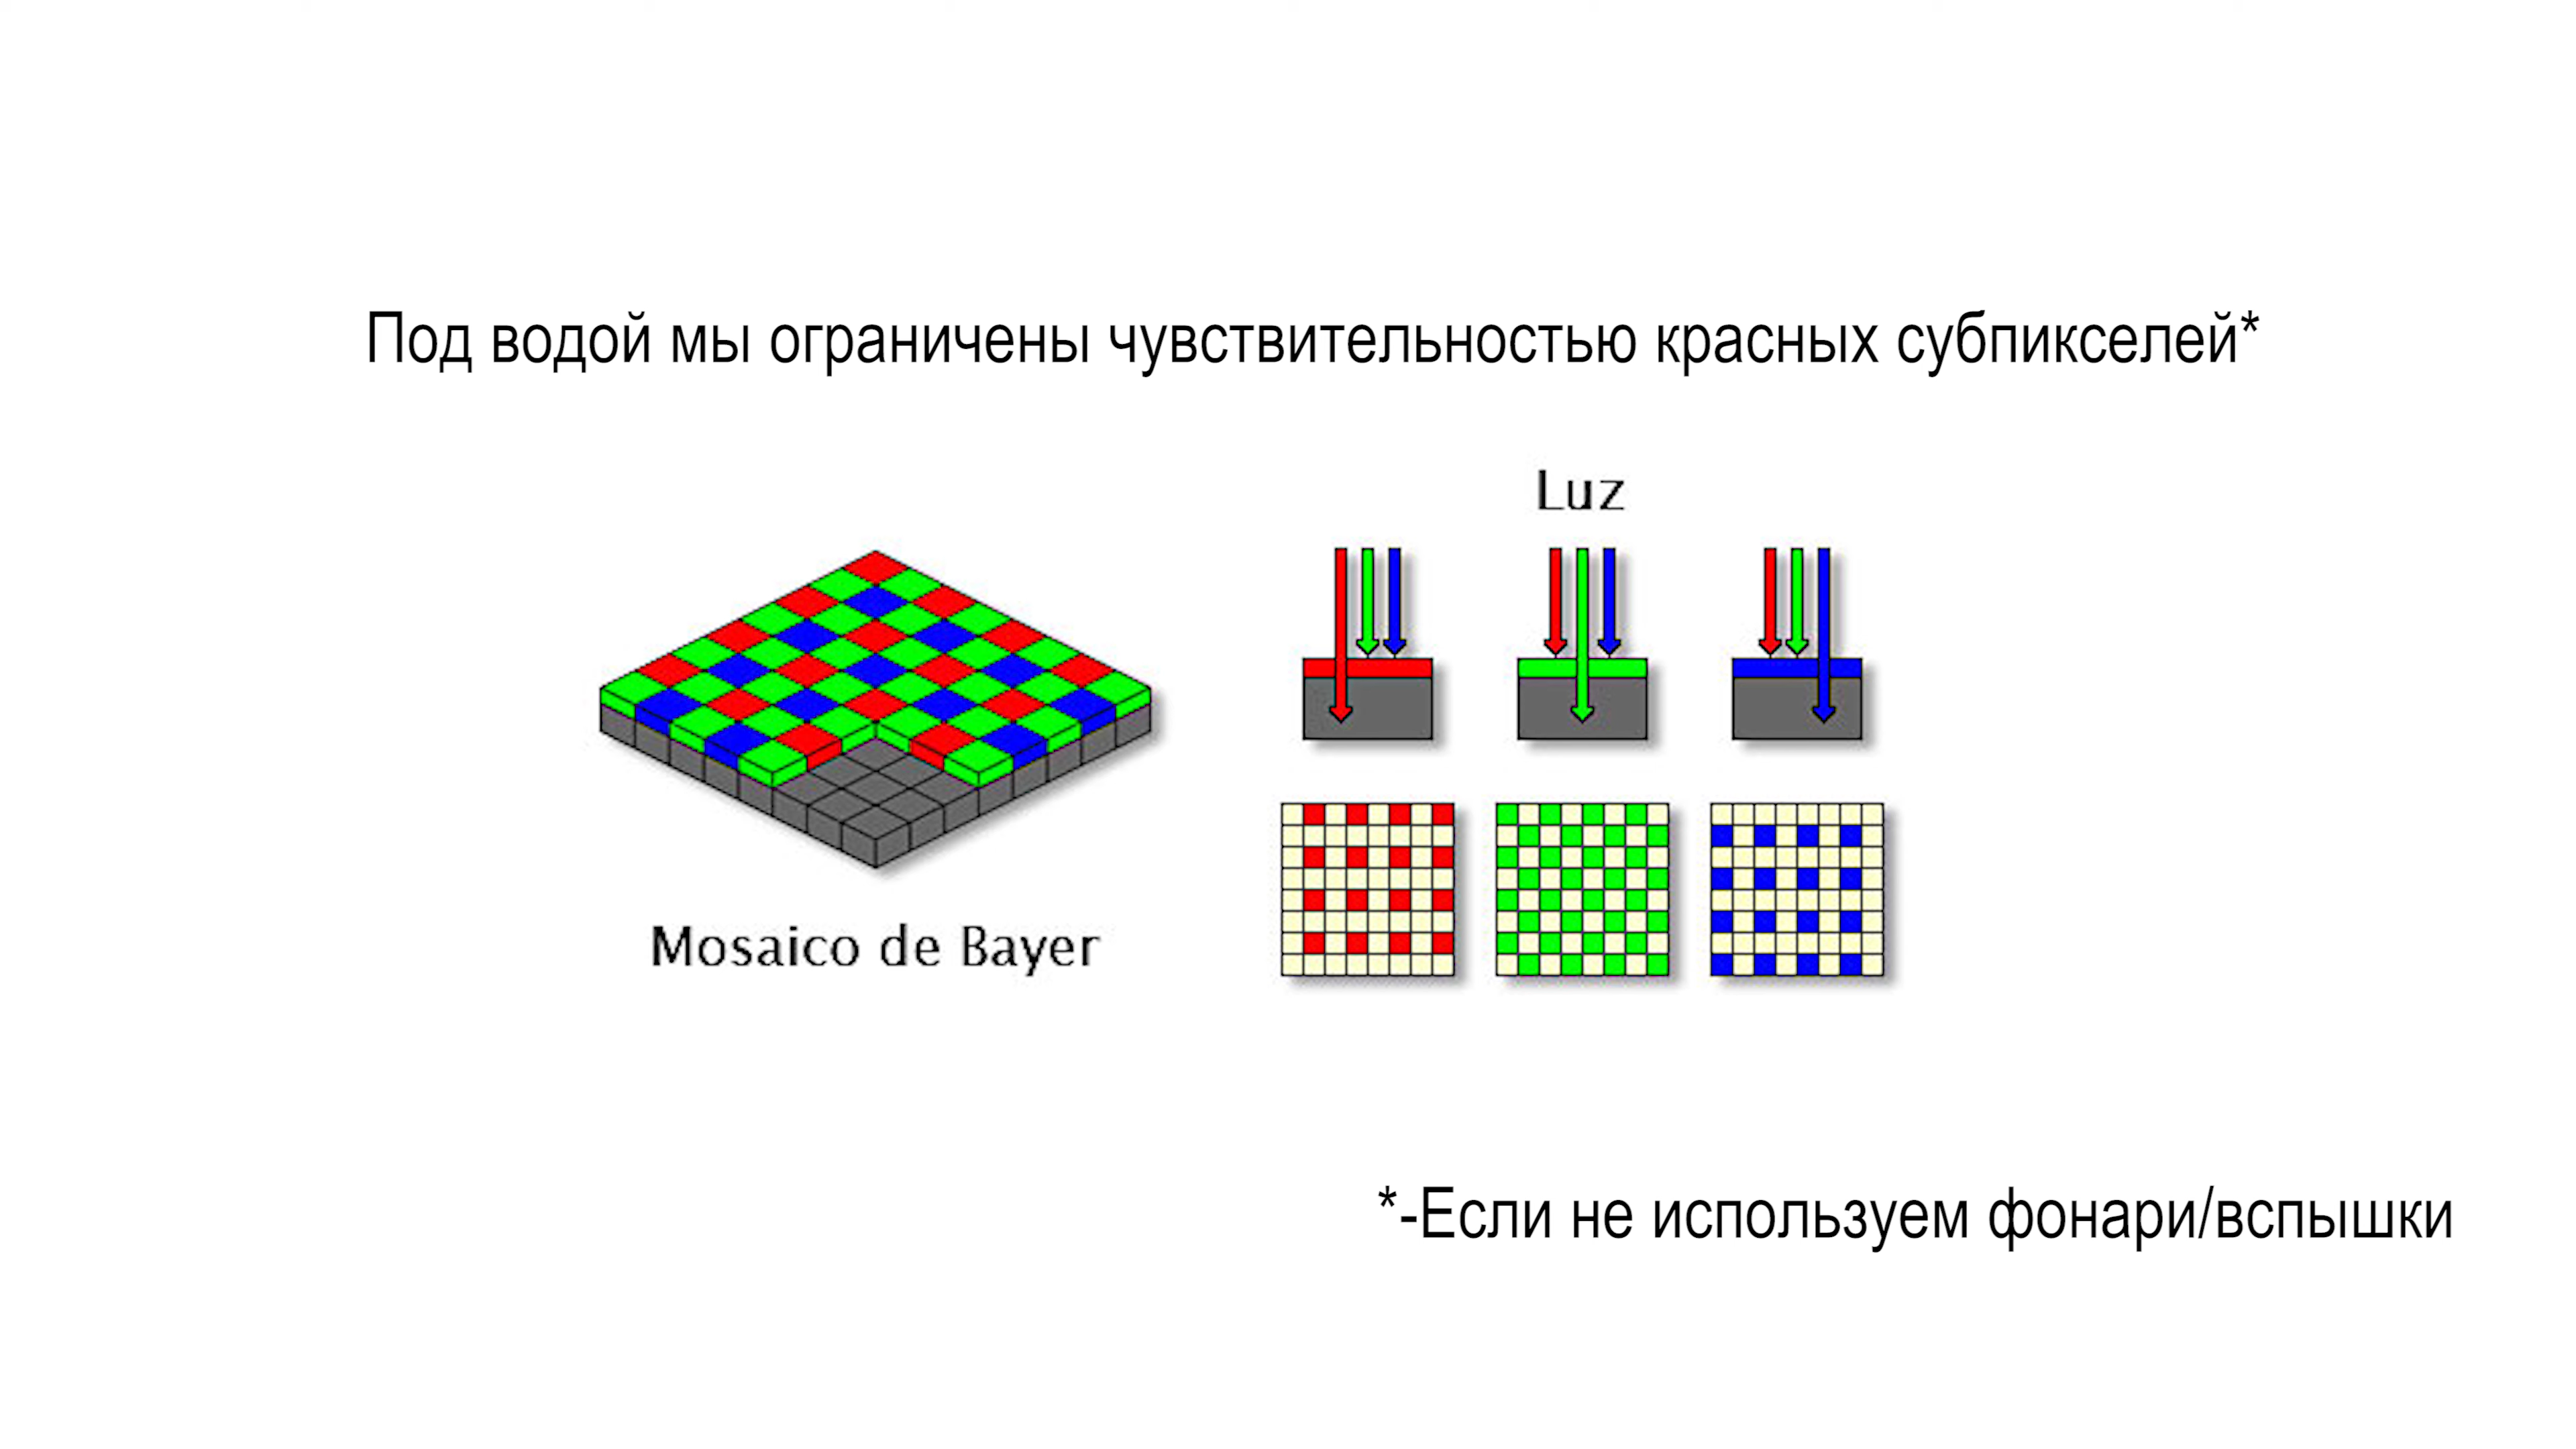 Под водой мы ограничены чувствительностью красных субпикселей*
Luz
Mosaico de Bayer
*-Если не используем фонари/вспышки